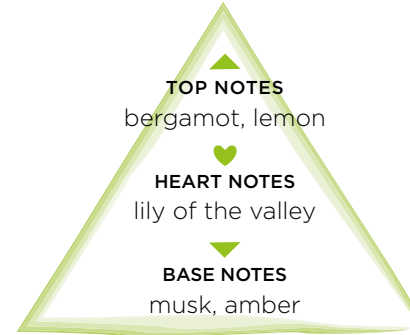 TOP NOTES
bergamot, lemon
HEART NOTES
lily of the valley
BASE NOTES
musk, amber